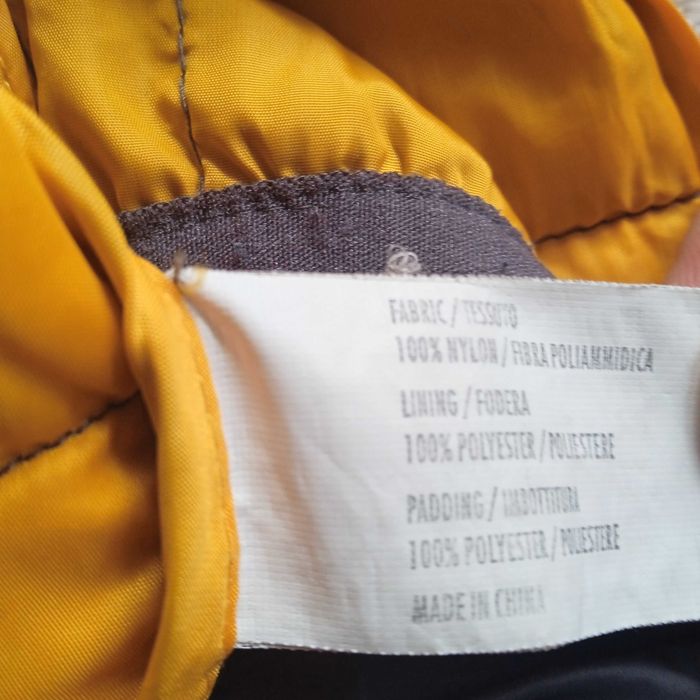 FABRIC / TESSUTO
100% NYLON / FIBRA POLIAMMIDICA
LINING / FODERA
100% POLYESTER / POLIESTERE
PADDING / IMBOTTITURA
100% POLYESTER / POLIESTERE
MADE IN CHINA